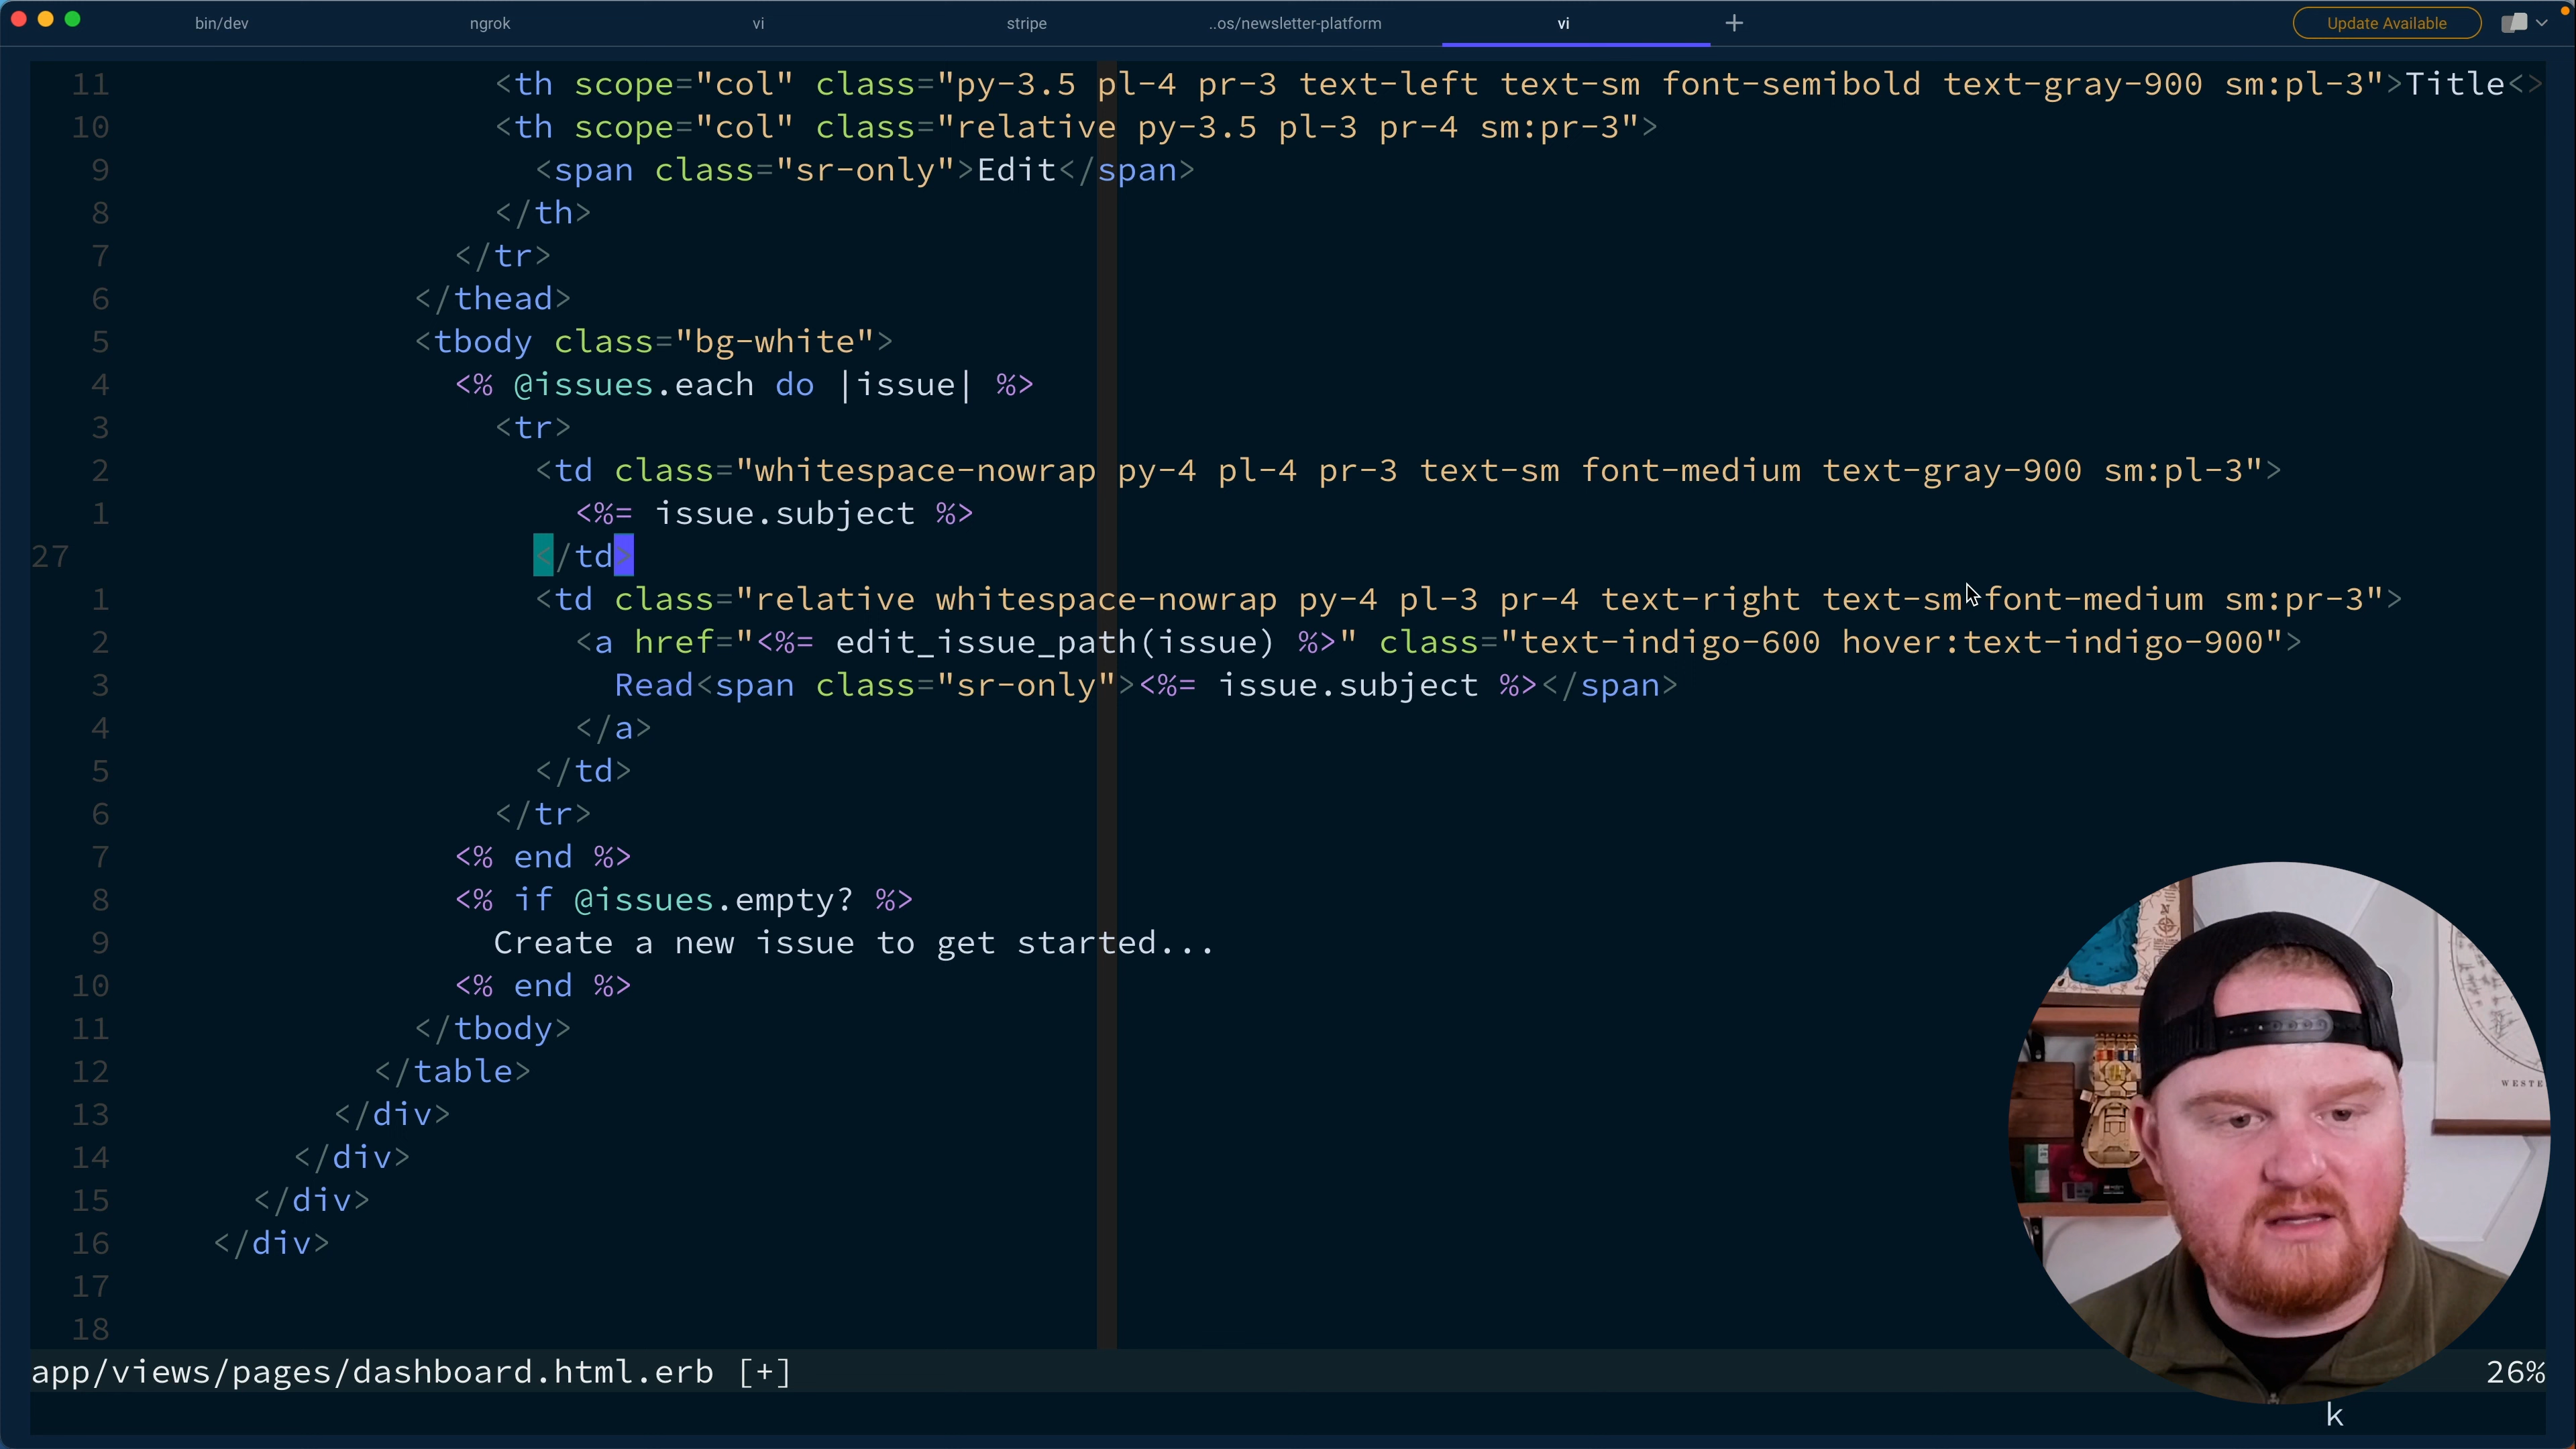 bin/dev ngrok vi stripe ..os/newsletter-platform vi + Update Available
11 <th scope="col" class="py-3.5 pl-4 pr-3 text-left text-sm font-semibold text-gray-900 sm:pl-3">Title<>
10 <th scope="col" class="relative py-3.5 pl-3 pr-4 sm:pr-3">
9 <span class="sr-only">Edit</span>
8 </th>
7 </tr>
6 </thead>
5 <tbody class="bg-white">
4 <% @issues.each do |issue| %>
3 <tr>
2 <td class="whitespace-nowrap py-4 pl-4 pr-3 text-sm font-medium text-gray-900 sm:pl-3">
1 <%= issue.subject %>
27 </td>
1 <td class="relative whitespace-nowrap py-4 pl-3 pr-4 text-right text-sm font-medium sm:pr-3">
2 <a href="<%= edit_issue_path(issue) %>" class="text-indigo-600 hover:text-indigo-900">
3 Read<span class="sr-only"><%= issue.subject %></span>
4 </a>
5 </td>
6 </tr>
7 <% end %>
8 <% if @issues.empty? %>
9 Create a new issue to get started...
10 <% end %>
11 </tbody>
12 </table>
13 </div>
14 </div>
15 </div>
16 </div>
17
18
WESTE
app/views/pages/dashboard.html.erb [+] 26%
k